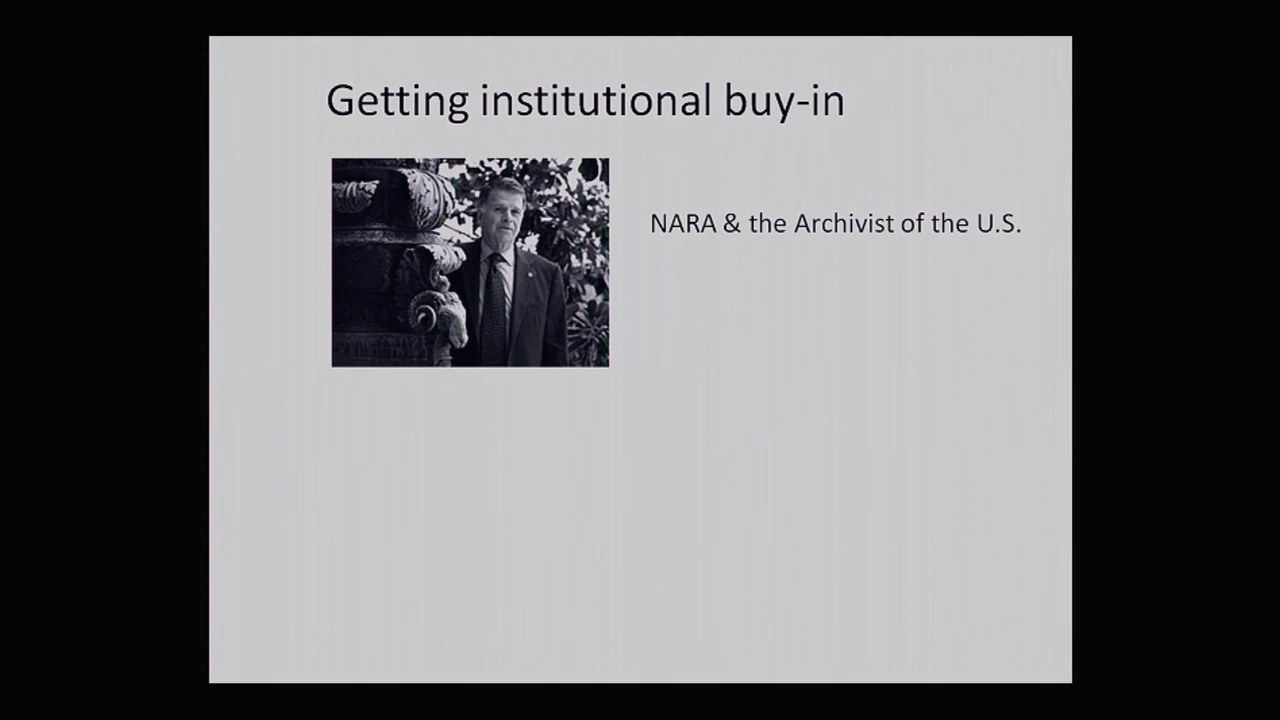 Getting institutional buy-in
NARA & the Archivist of the U.S.